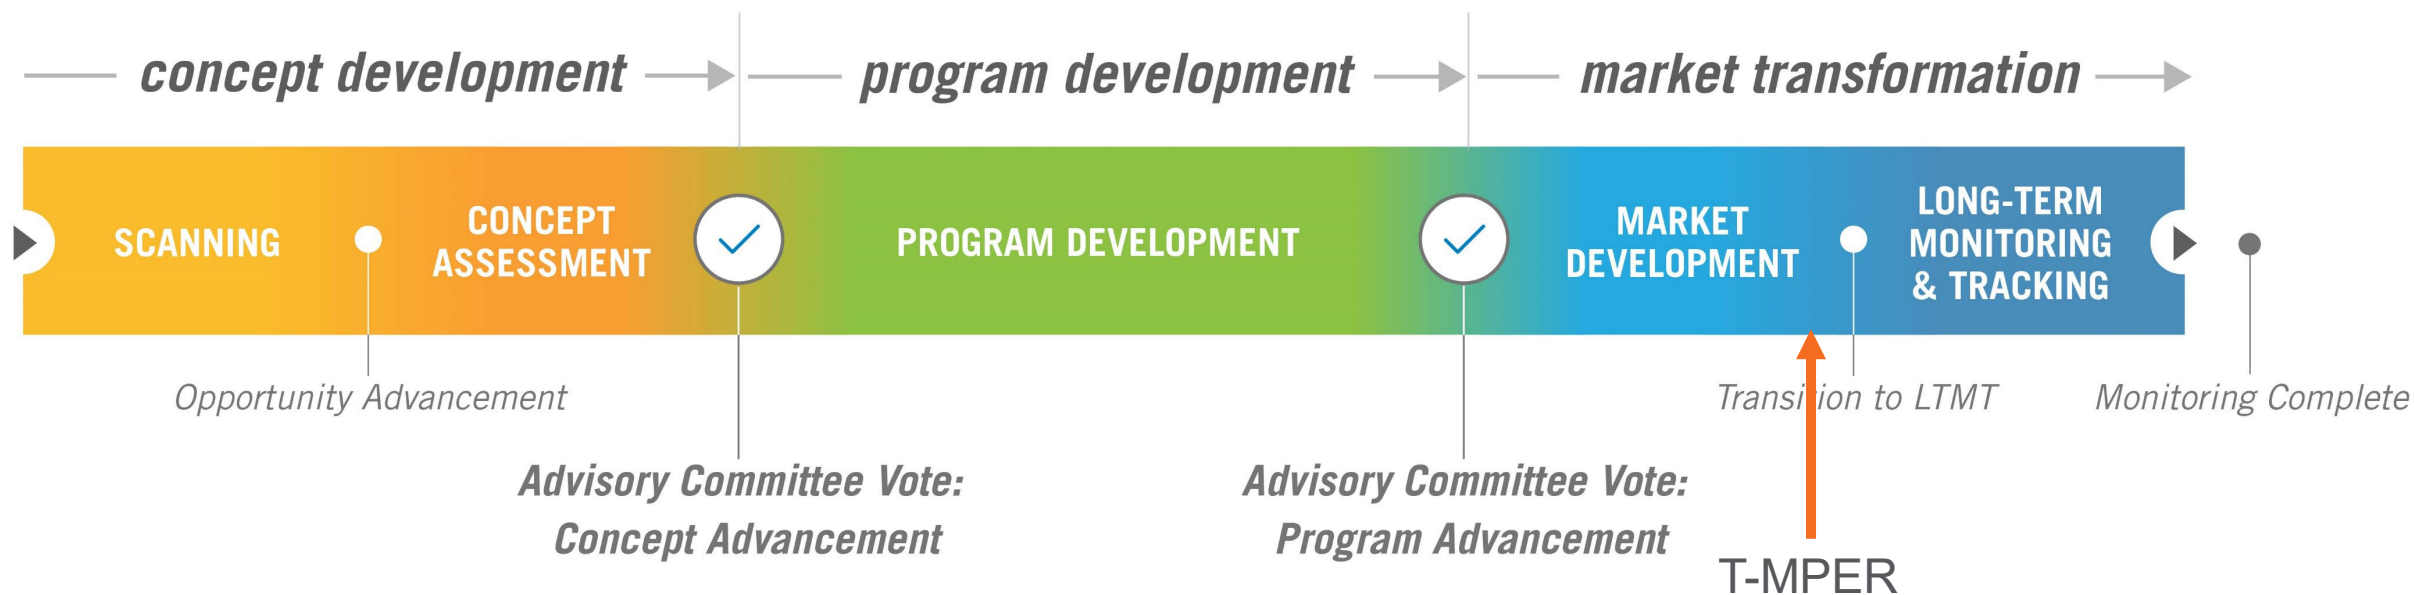 concept development
program development
market transformation
SCANNING
CONCEPT
ASSESSMENT
PROGRAM DEVELOPMENT
MARKET
DEVELOPMENT
LONG-TERM
MONITORING
& TRACKING
Opportunity Advancement
Transition to LTMT
Monitoring Complete
Advisory Committee Vote:
Concept Advancement
Advisory Committee Vote:
Program Advancement
T-MPER